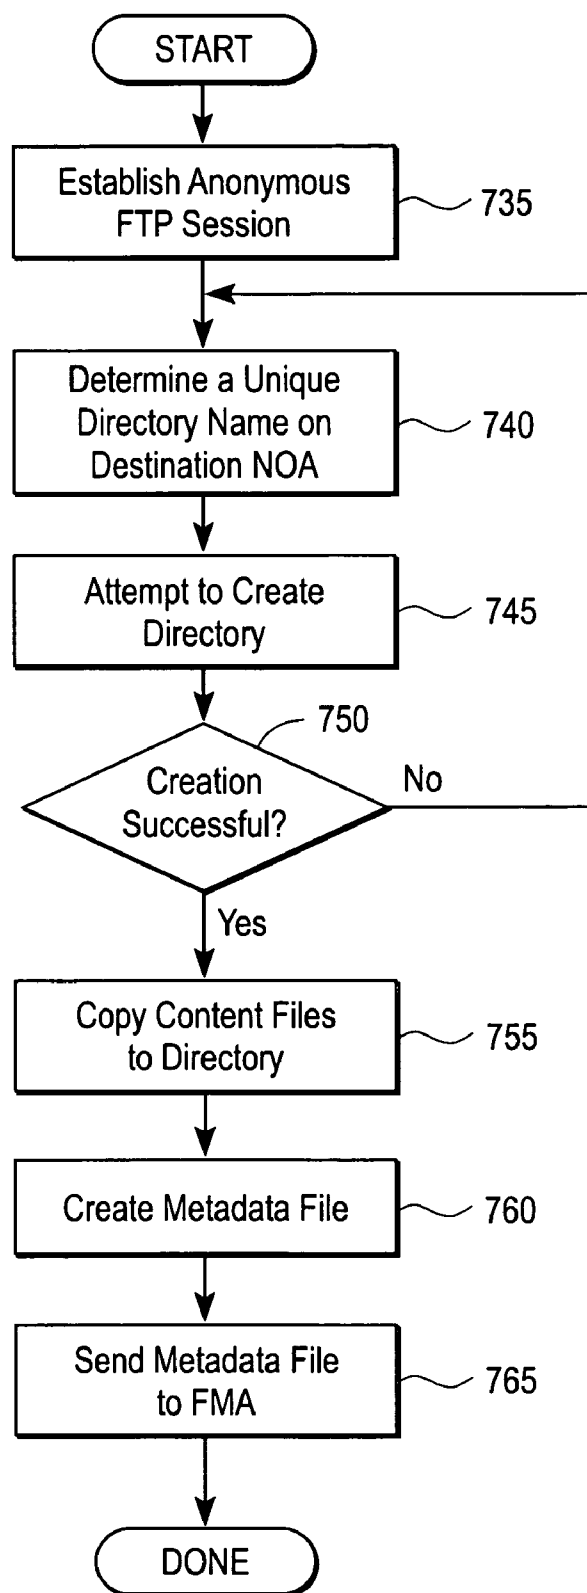 START
Establish Anonymous
FTP Session
735
Determine a Unique
Directory Name on
Destination NOA
740
Attempt to Create
Directory
745
750
Creation
Successful?
No
Yes
Copy Content Files
to Directory
755
Create Metadata File
760
Send Metadata File
to FMA
765
DONE